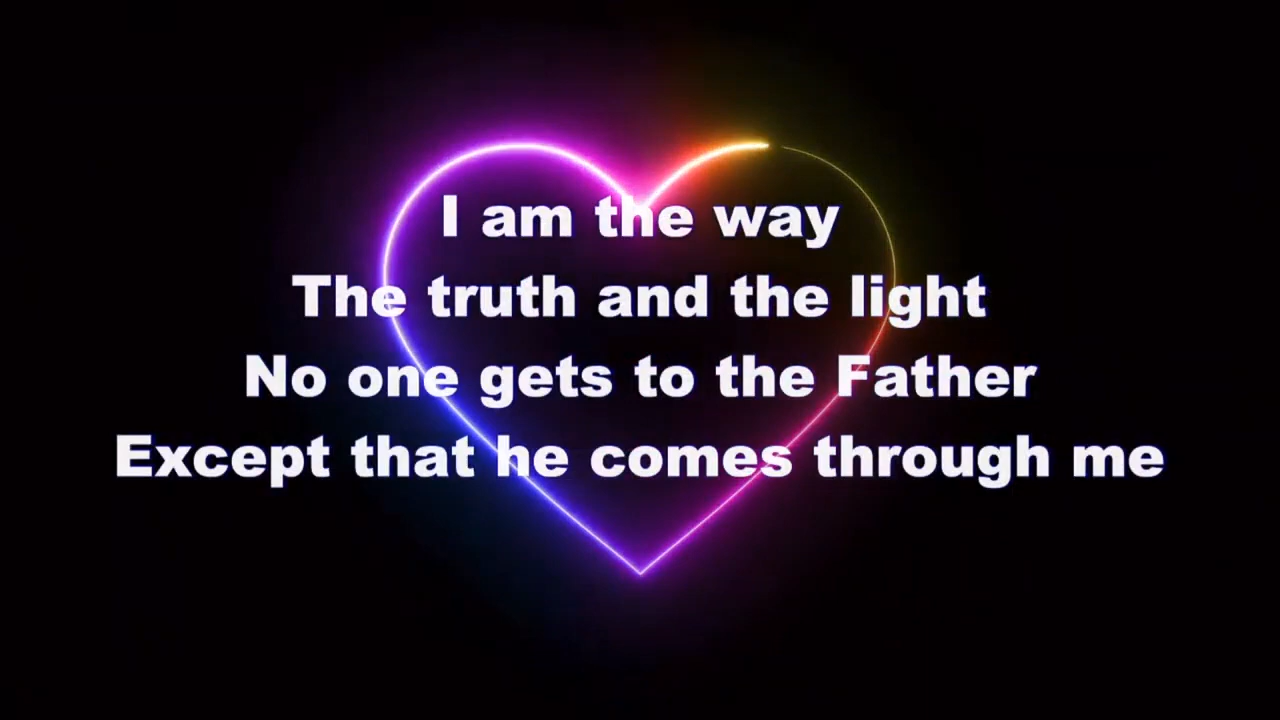 I am the way
The truth and the light
No one gets to the Father
Except that he comes through me